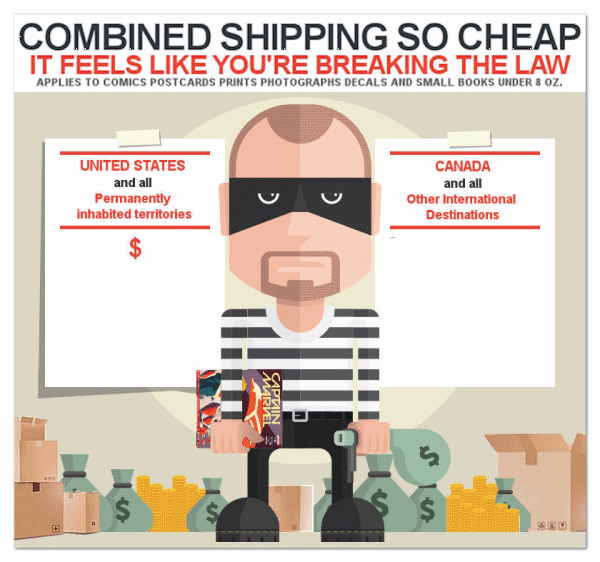 COMBINED SHIPPING SO CHEAP
IT FEELS LIKE YOU'RE BREAKING THE LAW
APPLIES TO COMICS POSTCARDS PRINTS PHOTOGRAPHS DECALS AND SMALL BOOKS UNDER 8 OZ.
UNITED STATES
and all
Permanently
inhabited territories
$
CANADA
and all
Other International
Destinations
CAPTAIN
MARVEL
$
$
$
$
$
$